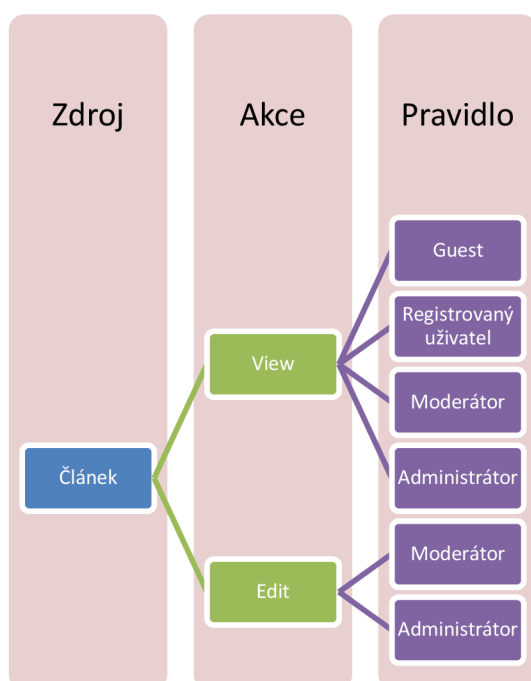 Zdroj
Akce
Pravidlo
Guest
Registrovaný
uživatel
View
Moderátor
Článek
Administrátor
Moderátor
Edit
Administrátor